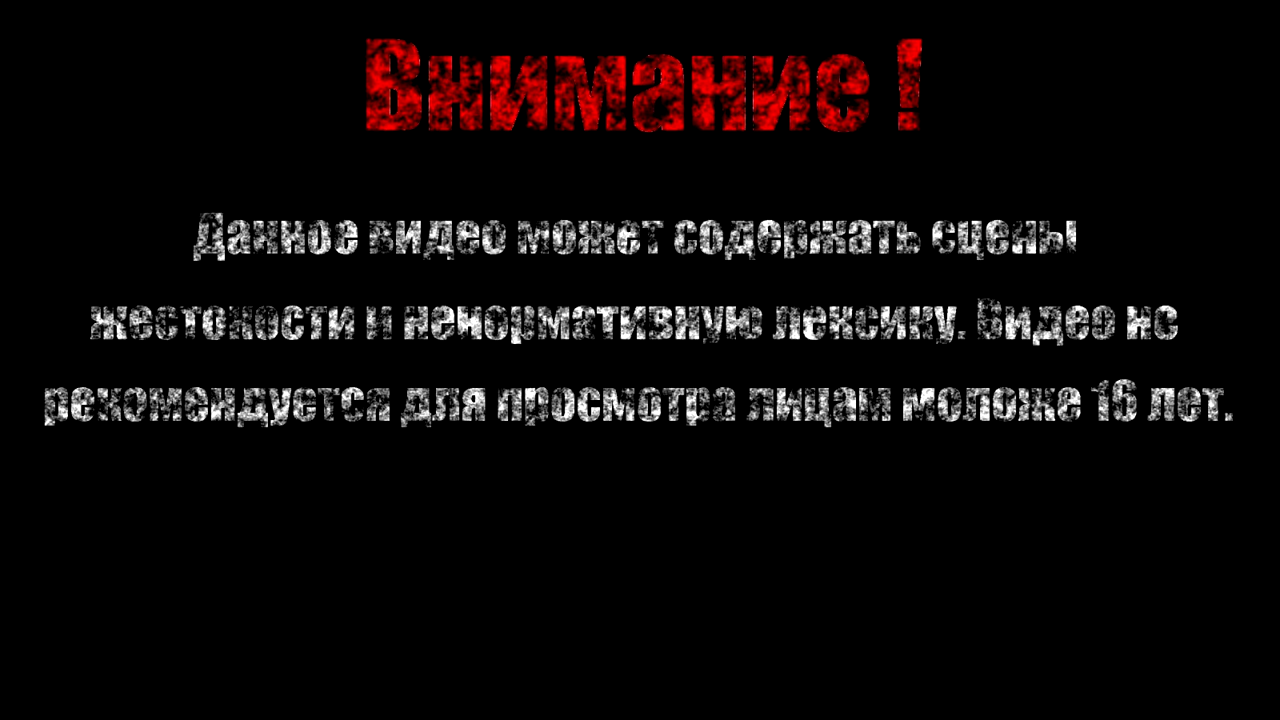 Внимание !
Данное видео может содержать сцены
жестокости и ненормативную лексику. Видео не
рекомендуется для просмотра лицам моложе 16 лет.